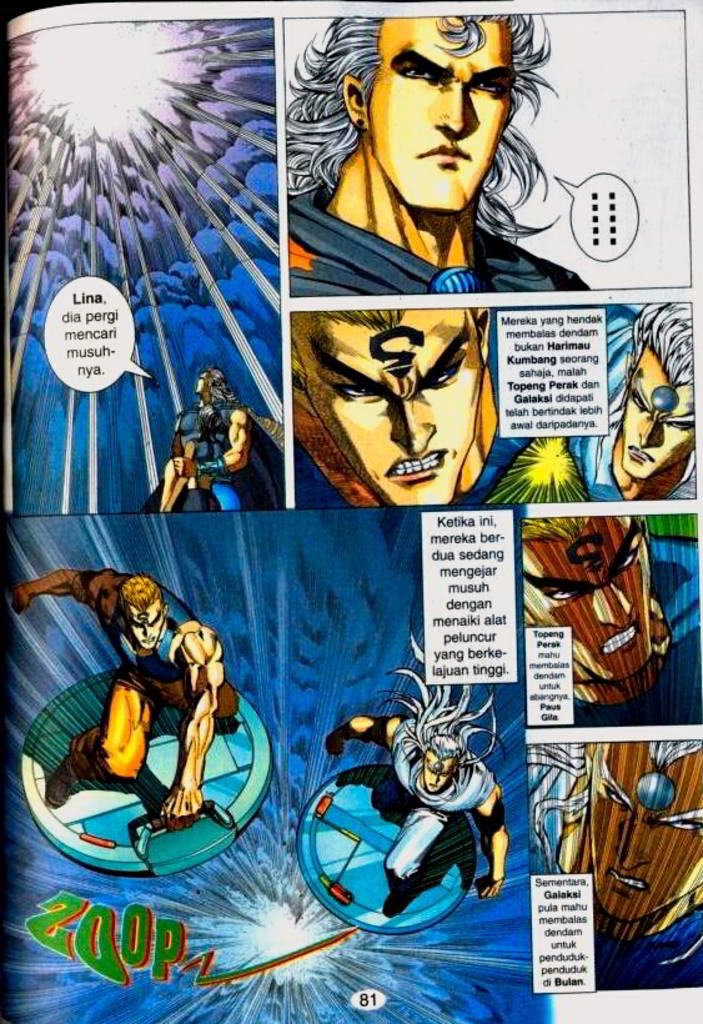 Lina,
dia pergi
mencari
musuh-
nya.
Mereka yang hendak
membalas dendam
bukan Harimau
Kumbang seorang
sahaja, malah
Topeng Perak dan
Galaksi didapati
telah bertindak lebih
awal daripadanya.
Ketika ini,
mereka ber-
dua sedang
mengejar
musuh
dengan
menaiki alat
peluncur
yang berke-
lajuan tinggi.
Topeng
Perak
mahu
membalas
dendam
untuk
abangnya,
Paus
Gila.
Sementara,
Galaksi
pula mahu
membalas
dendam
untuk
penduduk-
penduduk
di Bulan.
ZOOP
81